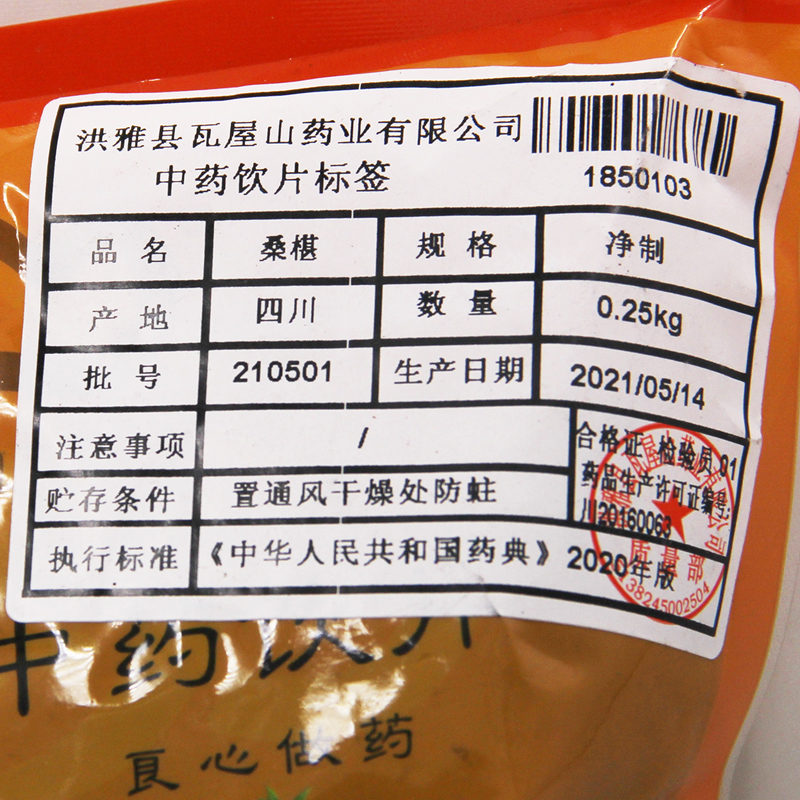 洪雅县瓦屋山药业有限公司
中药饮片标签
1850103
品名 桑椹 规格 净制
产地 四川 数量 0.25kg
批号 210501 生产日期 2021/05/14
注意事项 /
合格证 检验员 01
药品生产许可证编号:
川20160063
贮存条件 置通风干燥处防蛀
执行标准 《中华人民共和国药典》2020年版
质量部
中药饮片
良心做药